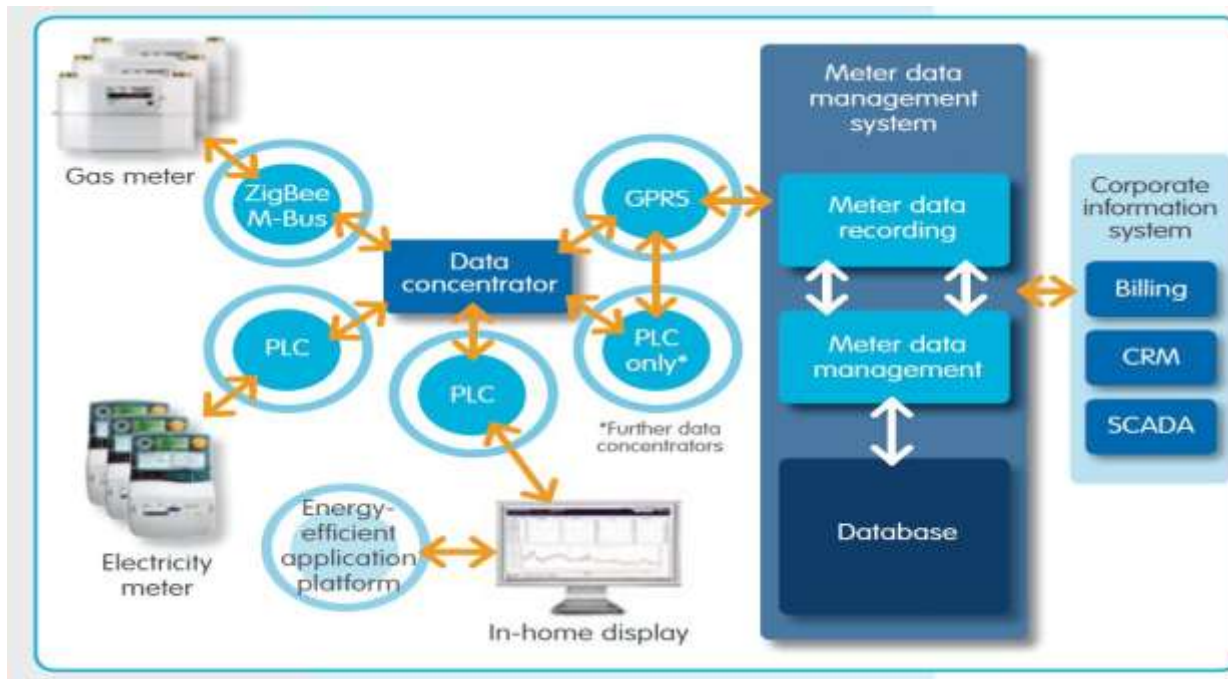 Gas meter
ZigBee
M-Bus
GPRS
Meter data
management
system
Meter data
recording
Corporate
information
system
Data
concentrator
Billing
PLC
PLC
only*
Meter data
management
CRM
PLC
*Further data
concentrators
SCADA
Energy-
efficient
application
platform
Database
Electricity
meter
In-home display